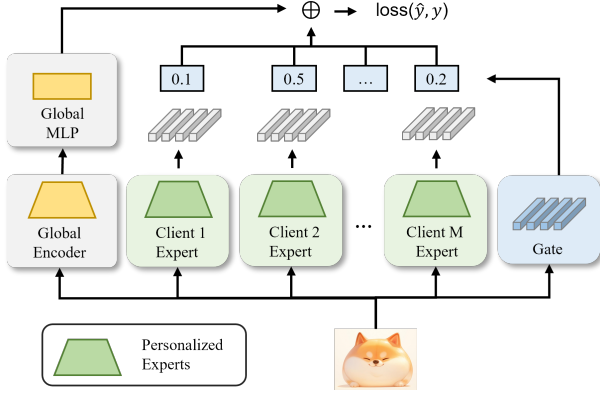 loss(ŷ, y)
0.1
0.5
...
0.2
Global
MLP
Global
Encoder
Client 1
Expert
Client 2
Expert
...
Client M
Expert
Gate
Personalized
Experts